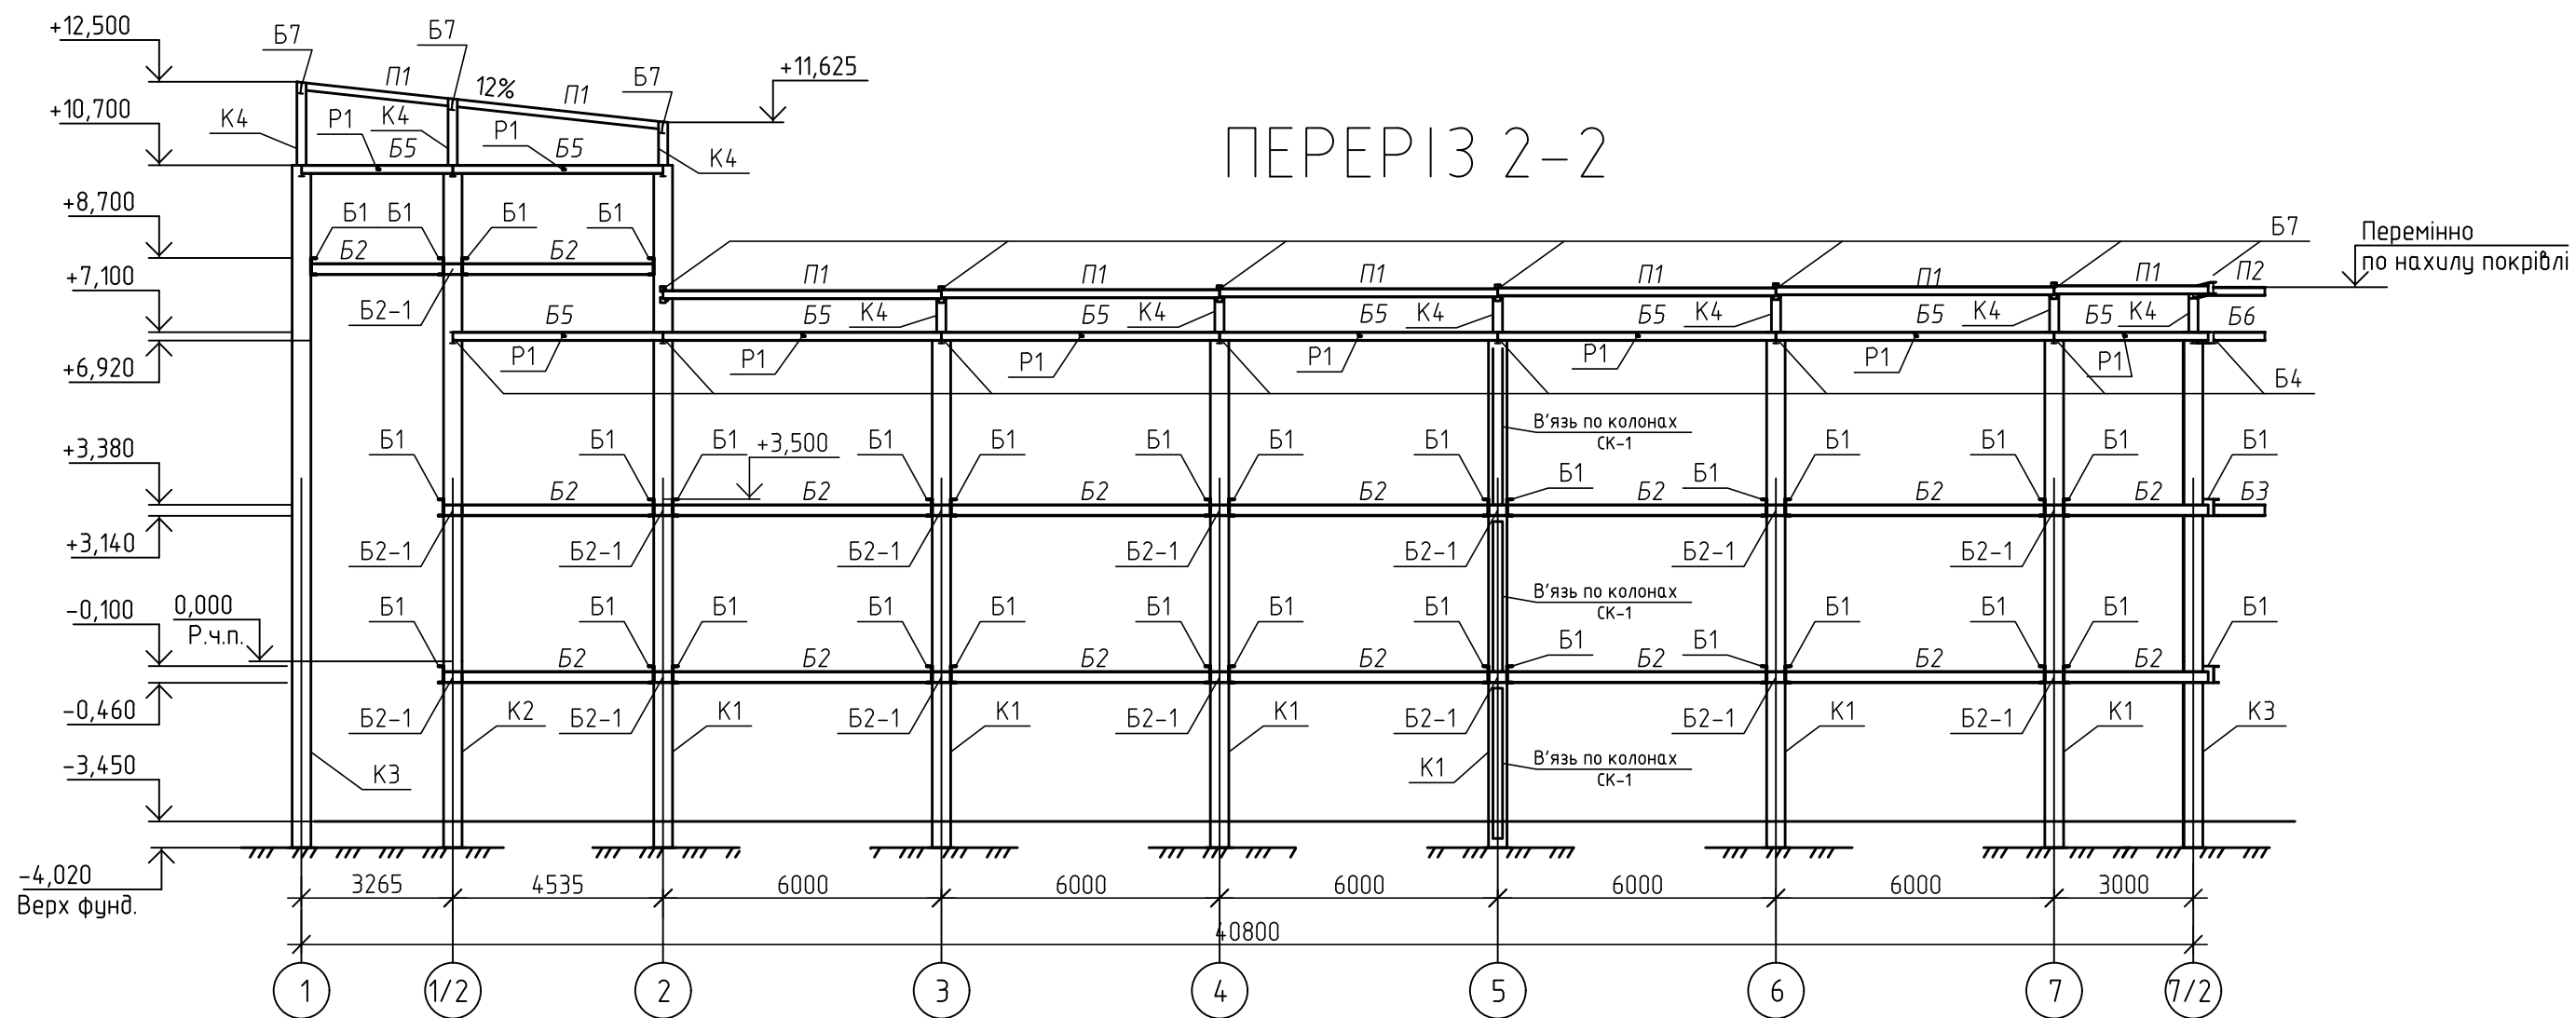 ПЕРЕРІЗ 2-2
+12,500
Б7
Б7
П1
12%
П1
Б7
+11,625
+10,700
К4
Р1
К4
Р1
Б5
Б5
К4
+8,700
Б1
Б1
Б1
Б1
Б2
Б2
Б7
Перемінно
по нахилу покрівлі
+7,100
Б2-1
П1
П1
П1
П1
П1
П1
П2
Б5
Б5
К4
Б5
К4
Б5
К4
Б5
К4
Б5
К4
Б5
К4
Б6
+6,920
Р1
Р1
Р1
Р1
Р1
Р1
Р1
Б4
+3,380
Б1
Б1
Б1
+3,500
Б1
Б1
Б1
Б1
Б1
В'язь по колонах
СК-1
Б1
Б1
Б1
Б1
Б1
Б1
Б2
Б2
Б2
Б2
Б2
Б2
Б2
Б3
+3,140
Б2-1
Б2-1
Б2-1
Б2-1
Б2-1
Б2-1
Б2-1
-0,100
0,000
Р.ч.п.
Б1
Б1
Б1
Б1
Б1
Б1
Б1
Б1
В'язь по колонах
СК-1
Б1
Б1
Б1
Б1
Б1
Б1
Б2
Б2
Б2
Б2
Б2
Б2
Б2
-0,460
Б2-1
К2
Б2-1
К1
Б2-1
К1
Б2-1
К1
Б2-1
Б2-1
К1
Б2-1
К1
К3
-3,450
К3
К1
В'язь по колонах
СК-1
-4,020
Верх фунд.
3265
4535
6000
6000
6000
6000
6000
3000
40800
1
1/2
2
3
4
5
6
7
7/2